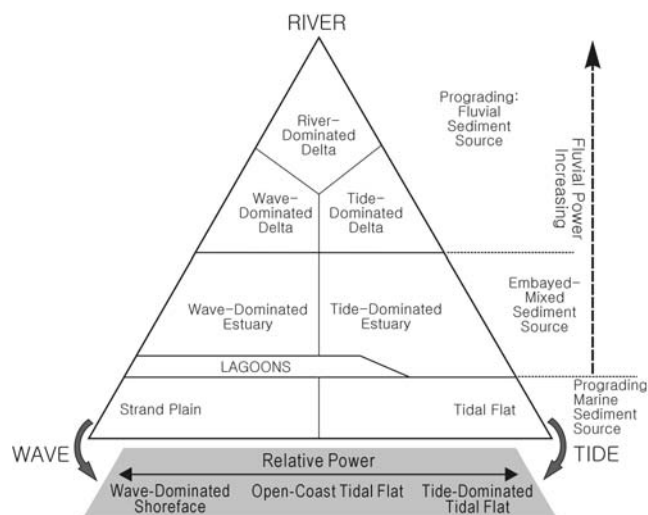 RIVER
River-
Dominated
Delta
Prograding:
Fluvial
Sediment
Source
Fluvial Power
Increasing
Wave-
Dominated
Delta
Tide-
Dominated
Delta
Wave-Dominated
Estuary
Tide-Dominated
Estuary
Embayed-
Mixed
Sediment
Source
LAGOONS
Strand Plain
Tidal Flat
Prograding
Marine
Sediment
Source
WAVE
TIDE
Relative Power
Wave-Dominated
Shoreface
Open-Coast Tidal Flat
Tide-Dominated
Tidal Flat